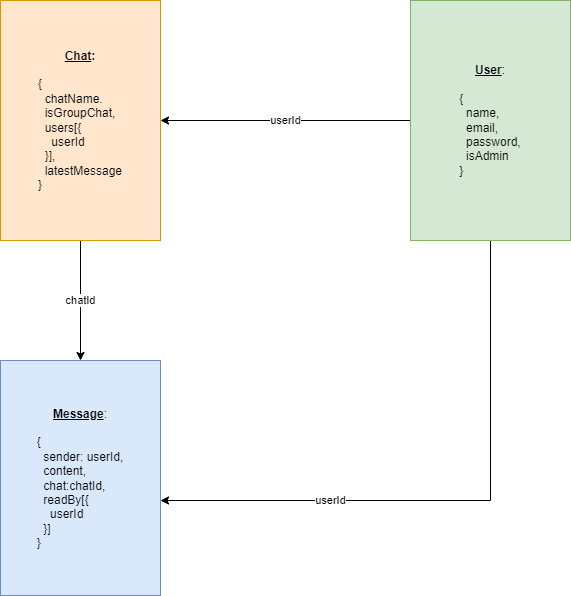 Chat:
{
chatName.
isGroupChat,
users[{
userId
}],
latestMessage
}
userId
User:
{
name,
email,
password,
isAdmin
}
chatId
Message:
{
sender: userId,
content,
chat:chatId,
readBy[{
userId
}]
}
userId